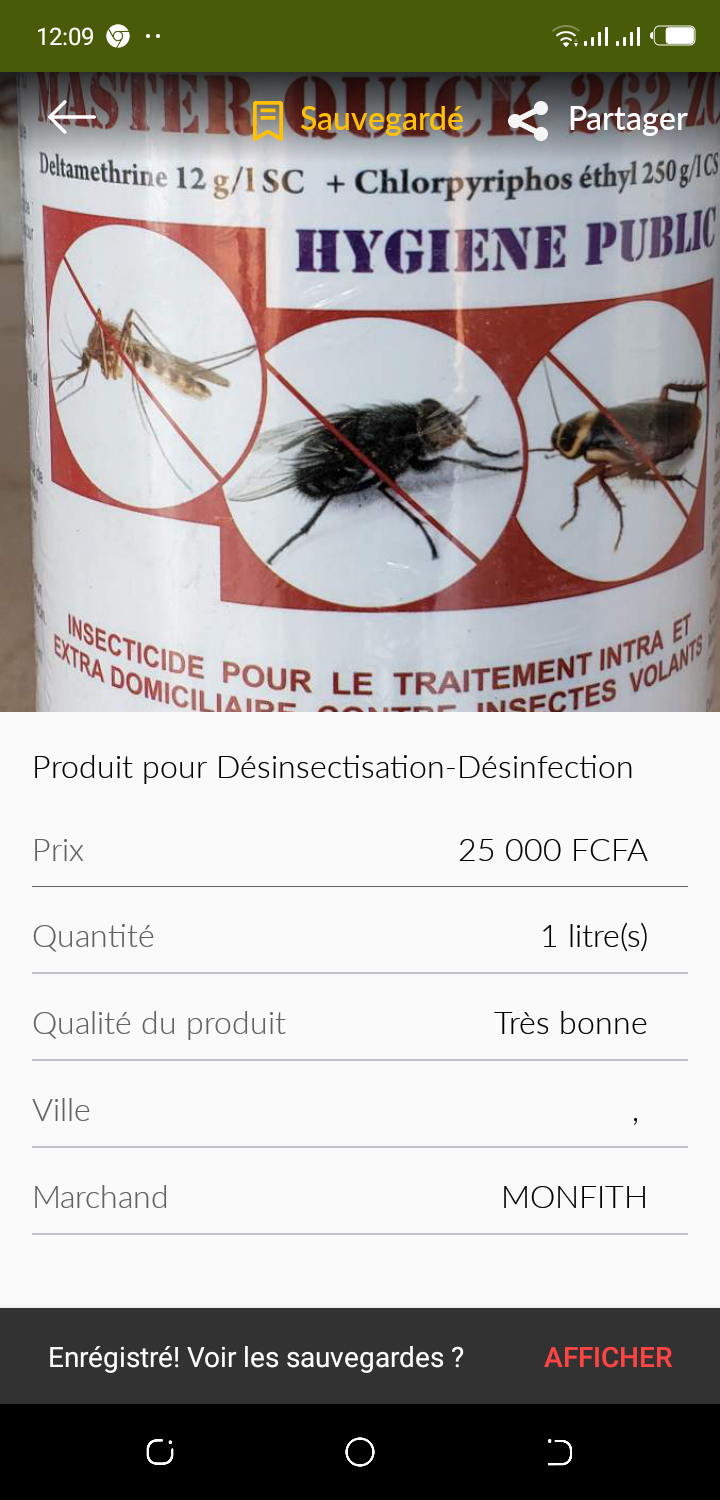 12:09
MASTER QUICK 262 Z
Sauvegardé
Partager
Deltamethrine 12 g/l SC + Chlorpyriphos éthyl 250 g/l CS
HYGIENE PUBLIC
INSECTICIDE POUR LE TRAITEMENT INTRA ET
EXTRA DOMICILIAIRE CONTRE INSECTES VOLANTS
Produit pour Désinsectisation-Désinfection
Prix 25 000 FCFA
Quantité 1 litre(s)
Qualité du produit Très bonne
Ville ,
Marchand MONFITH
Enrégistré! Voir les sauvegardes ? AFFICHER